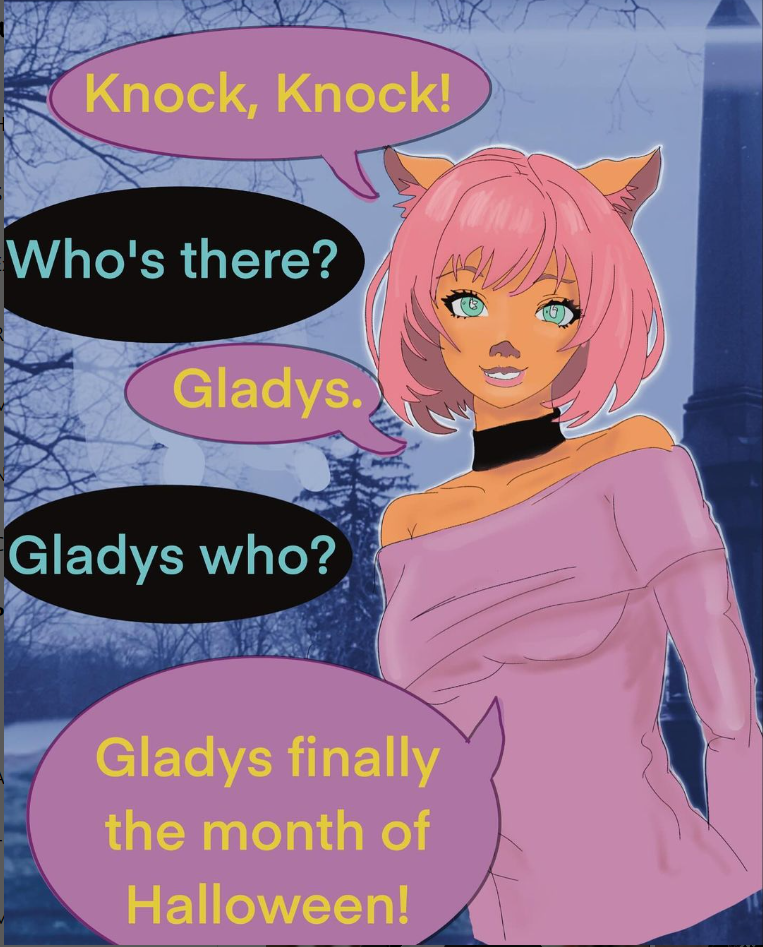 Knock, Knock!
Who's there?
Gladys.
Gladys who?
Gladys finally
the month of
Halloween!